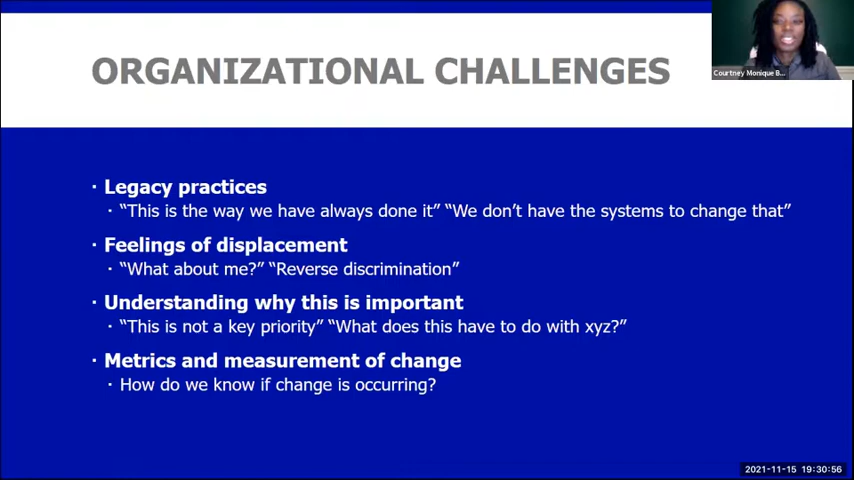 ORGANIZATIONAL CHALLENGES
Courtney Monique B...
· Legacy practices
· “This is the way we have always done it” “We don’t have the systems to change that”
· Feelings of displacement
· “What about me?” “Reverse discrimination”
· Understanding why this is important
· “This is not a key priority” “What does this have to do with xyz?”
· Metrics and measurement of change
· How do we know if change is occurring?
2021-11-15 19:30:56